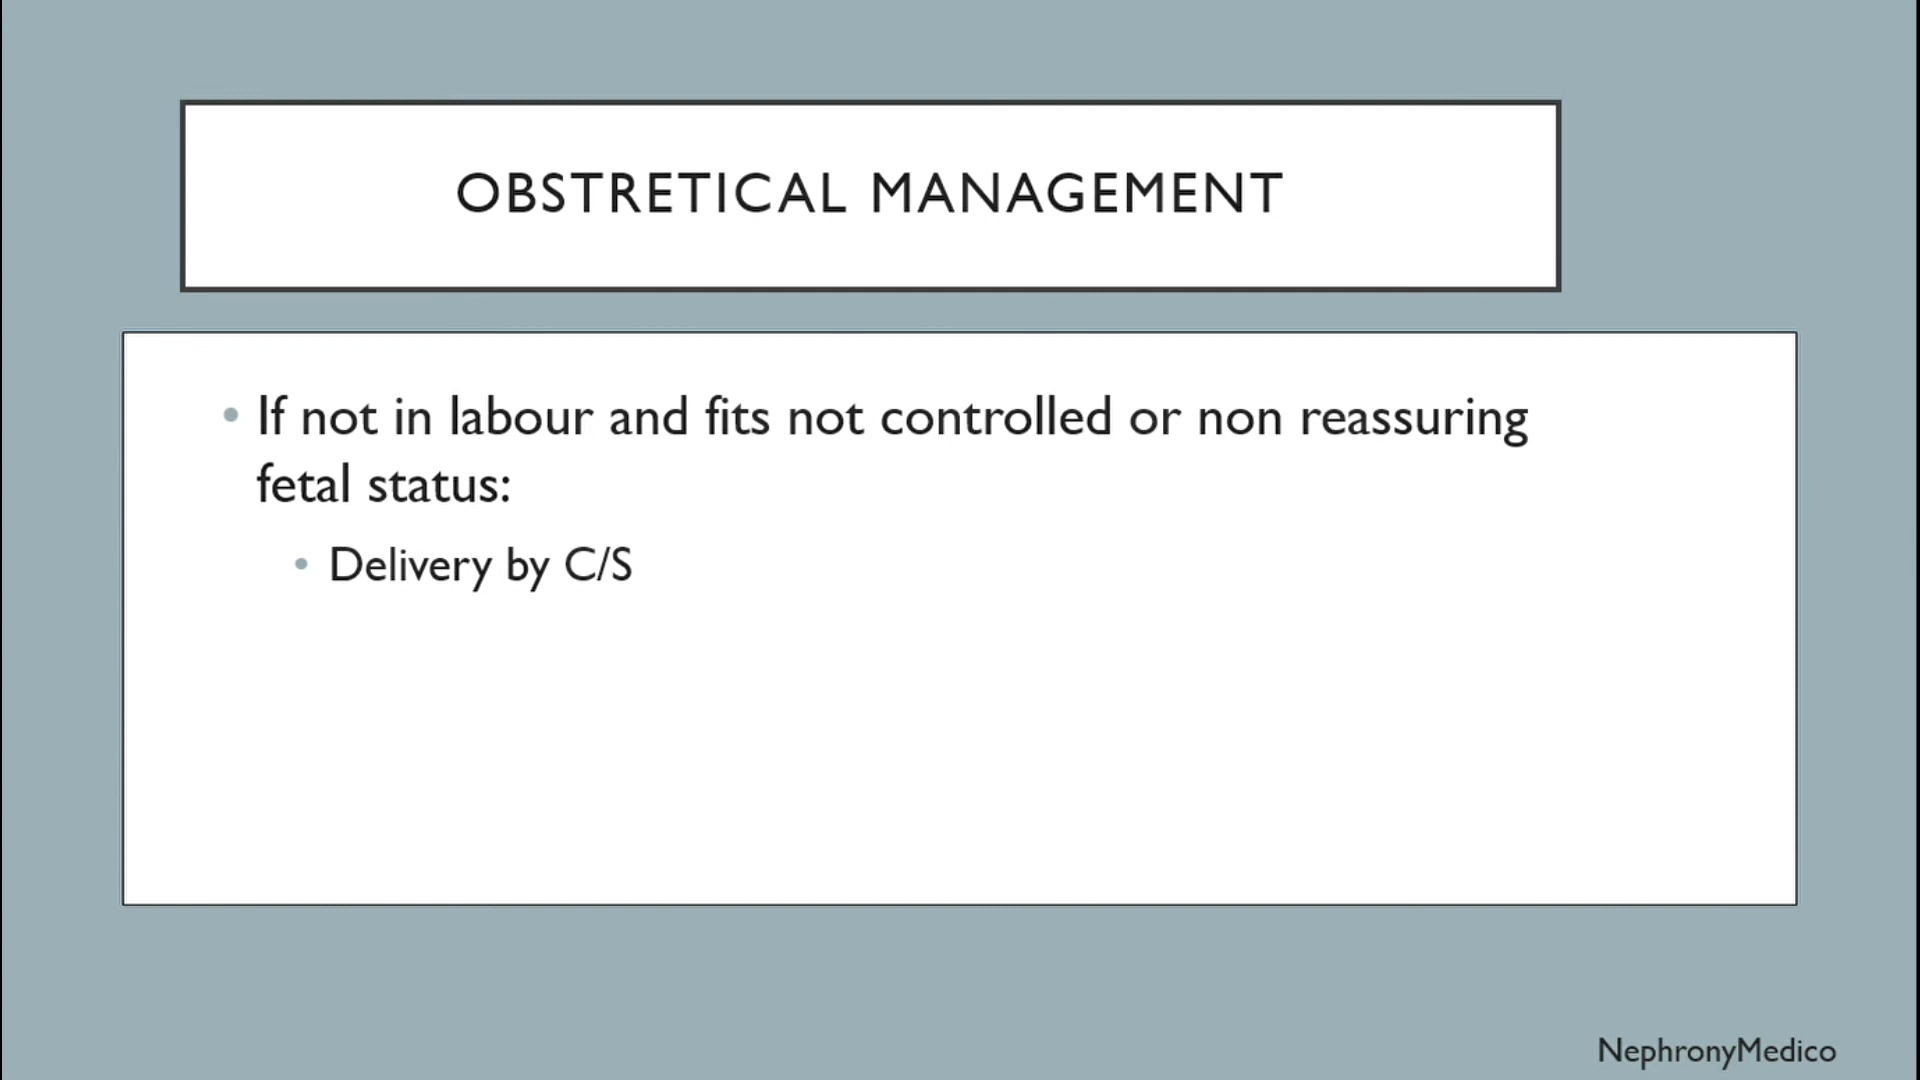 OBSTRETICAL MANAGEMENT
• If not in labour and fits not controlled or non reassuring
fetal status:
• Delivery by C/S
NephronyMedico